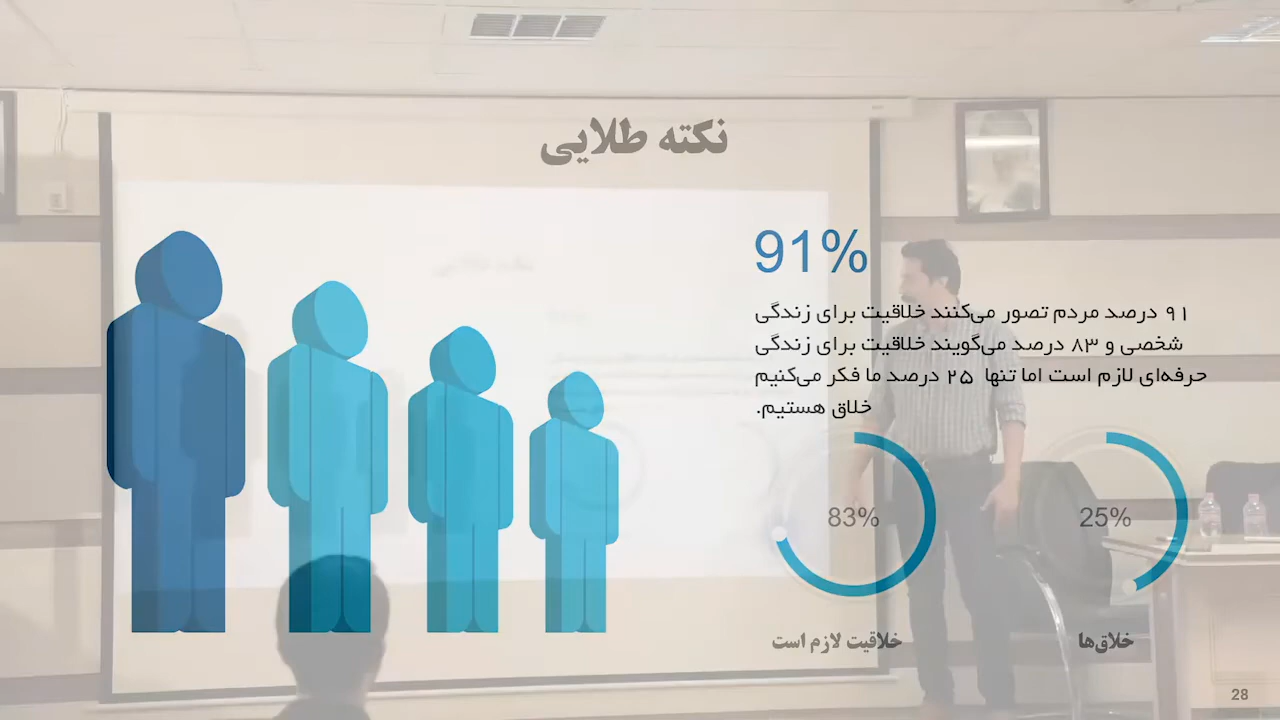 نکته طلایی
91%
۹۱ درصد مردم تصور می‌کنند خلاقیت برای زندگی
شخصی و ۸۳ درصد می‌گویند خلاقیت برای زندگی
حرفه‌ای لازم است اما تنها ۲۵ درصد ما فکر می‌کنیم
خلاق هستیم.
83%
25%
خلاقیت لازم است
خلاق‌ها
28